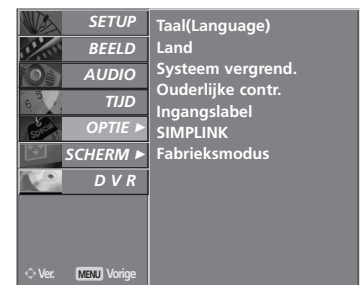 SETUP
BEELD
AUDIO
TIJD
OPTIE ►
SCHERM ►
D V R
Ver. MENU Vorige
Taal(Language)
Land
Systeem vergrend.
Ouderlijke contr.
Ingangslabel
SIMPLINK
Fabrieksmodus